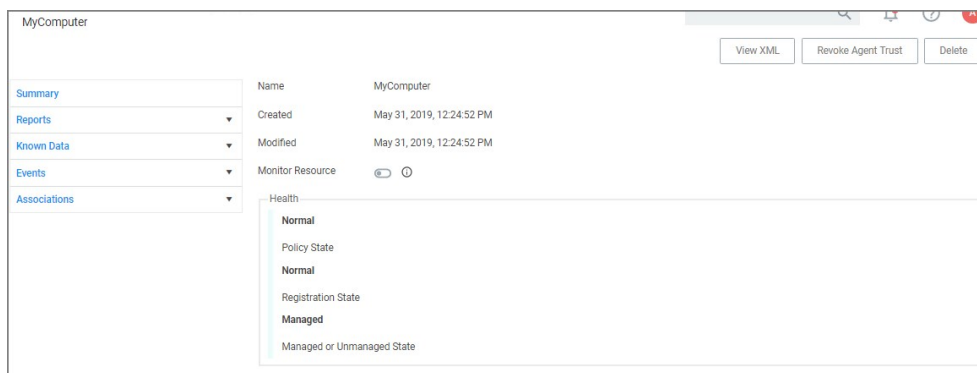 MyComputer
View XML
Revoke Agent Trust
Delete
Summary
Reports
Known Data
Events
Associations
Name MyComputer
Created May 31, 2019, 12:24:52 PM
Modified May 31, 2019, 12:24:52 PM
Monitor Resource
Health
Normal
Policy State
Normal
Registration State
Managed
Managed or Unmanaged State